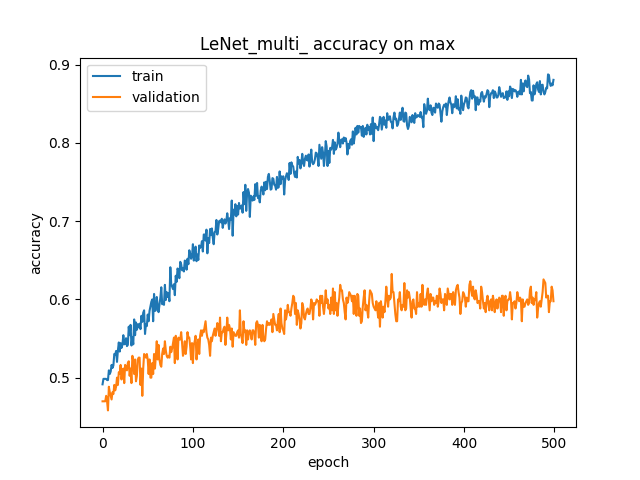 LeNet_multi_ accuracy on max
train
validation
accuracy
0.9
0.8
0.7
0.6
0.5
0 100 200 300 400 500
epoch